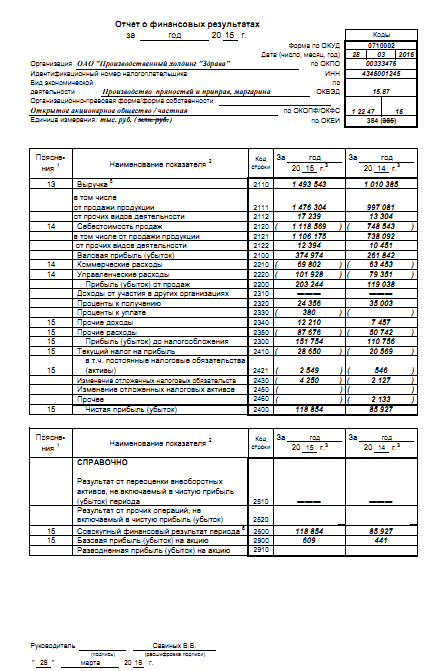 Отчет о финансовых результатах
за год 20 15 г.
Коды
Форма по ОКУД 0710002
Дата (число, месяц, год) 28 03 2016
Организация ОАО "Производственный холдинг "Здрава" по ОКПО 00333476
Идентификационный номер налогоплательщика ИНН 4346001245
Вид экономической по
деятельности Производство пряностей и приправ, маргарина ОКВЭД 15.87
Организационно-правовая форма/форма собственности
Открытое акционерное общество / частная по ОКОПФ/ОКФС 1 22 47 16
Единица измерения: тыс. руб. (млн. руб.) по ОКЕИ 384 (385)
Поясне-ния 1 Наименование показателя 2 Код строки За год 20 15 г.3 За год 20 14 г.3
13 Выручка 5 2110 1 493 543 1 010 385
в том числе
от продажи продукции 2111 1 476 304 997 081
от прочих видов деятельности 2112 17 239 13 304
14 Себестоимость продаж 2120 ( 1 118 569 ) ( 748 543 )
в том числе от продажи продукции 2121 1 106 175 738 092
от прочих видов деятельности 2122 12 394 10 451
Валовая прибыль (убыток) 2100 374 974 261 842
14 Коммерческие расходы 2210 ( 69 802 ) ( 63 453 )
14 Управленческие расходы 2220 ( 101 928 ) ( 79 351 )
Прибыль (убыток) от продаж 2200 203 244 119 038
Доходы от участия в других организациях 2310 ——— ———
Проценты к получению 2320 24 356 35 003
Проценты к уплате 2330 ( 380 ) ( )
15 Прочие доходы 2340 12 210 7 457
15 Прочие расходы 2350 ( 87 676 ) ( 50 742 )
15 Прибыль (убыток) до налогообложения 2300 151 754 110 756
15 Текущий налог на прибыль 2410 ( 28 650 ) ( 20 569 )
в т.ч. постоянные налоговые обязательства
15 (активы) 2421 ( 2 549 ) ( 546 )
15 Изменение отложенных налоговых обязательств 2430 ( 4 250 ) ( 2 127 )
Изменение отложенных налоговых активов 2450 ( ) ( )
Прочее 2460 ( ) ( 2 133 )
15 Чистая прибыль (убыток) 2400 118 854 85 927
Поясне-ния 1 Наименование показателя 2 Код строки За год 20 15 г.3 За год 20 14 г.3
СПРАВОЧНО
Результат от переоценки внеоборотных
активов, не включаемый в чистую прибыль
(убыток) периода 2510 ——— ———
Результат от прочих операций, не
включаемый в чистую прибыль (убыток) 2520
15 Совокупный финансовый результат периода 6 2500 118 854 85 927
15 Базовая прибыль (убыток) на акцию 2900 609 441
Разводненная прибыль (убыток) на акцию 2910
Руководитель Савиных В.В.
(подпись) (расшифровка подписи)
" 28 " марта 20 16 г.